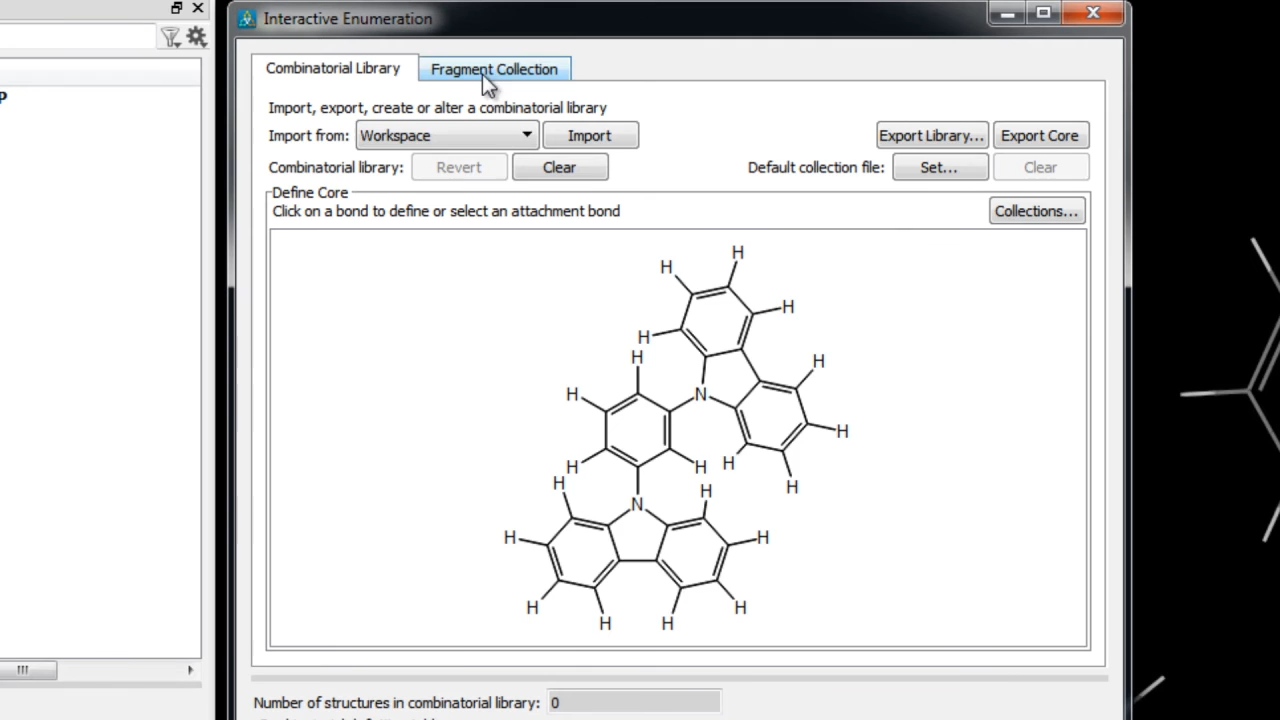 Interactive Enumeration
Combinatorial Library Fragment Collection
P
Import, export, create or alter a combinatorial library
Import from: Workspace Import Export Library... Export Core
Combinatorial library: Revert Clear Default collection file: Set... Clear
Define Core
Click on a bond to define or select an attachment bond Collections...
H
H
H
H
H
H
H
N
H
H
H
H
H
H
H
H
N
H
H
H
H
H
H
Number of structures in combinatorial library: 0